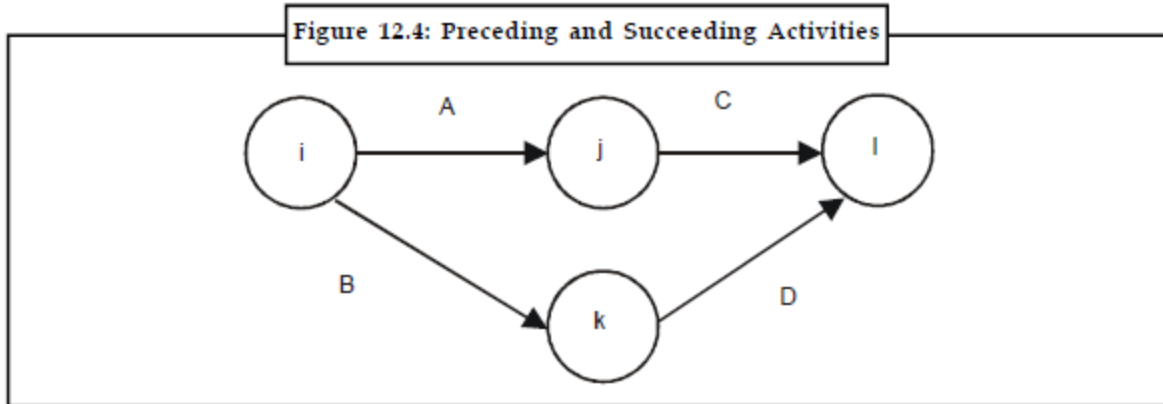 Figure 12.4: Preceding and Succeeding Activities
A
C
i
j
l
B
k
D